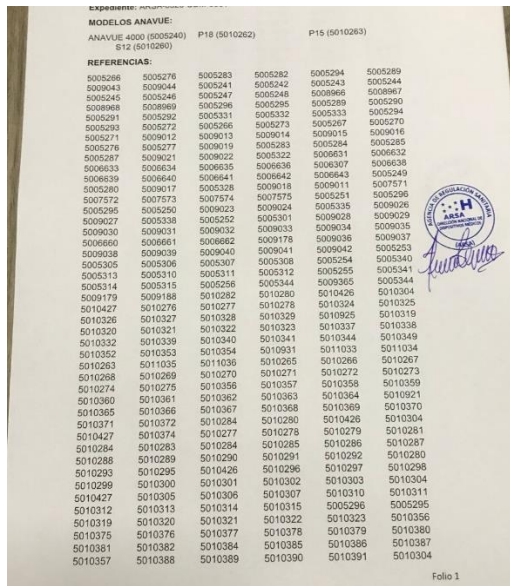 MODELOS ANAVUE:
ANAVUE 4000 (5005240) P18 (5010262) P15 (5010263)
S12 (5010260)
REFERENCIAS:
5005266 5005276 5005283 5005282 5005294 5005289
5009043 5009044 5005241 5005242 5005243 5005244
5005245 5005246 5005247 5005248 5008966 5008967
5008968 5008969 5005296 5005295 5005289 5005290
5005291 5005292 5005331 5005332 5005333 5005294
5005293 5005272 5005266 5005273 5005267 5005270
5005271 5009012 5009013 5009014 5009015 5009016
5005276 5005277 5009019 5005283 5005284 5005285
5005287 5009021 5009022 5005322 5006631 5006632
5006633 5006634 5006635 5006636 5006307 5006638
5006639 5006640 5006641 5006642 5006643 5005249
5005280 5009017 5005328 5009018 5009011 5007571
5007572 5007573 5007574 5007575 5005251 5005296
5005295 5005250 5009023 5009024 5005335 5009026
5009027 5005338 5005252 5005301 5009028 5009029
5009030 5009031 5009032 5009033 5009034 5009035
5006660 5006661 5006662 5009178 5009036 5009037
5009038 5009039 5009040 5009041 5009042 5005253
5005305 5005306 5005307 5005308 5005254 5005340
5005313 5005310 5005311 5005312 5005255 5005341
5005314 5005315 5005256 5005344 5009365 5005344
5009179 5009188 5010282 5010280 5010426 5010304
5010427 5010276 5010277 5010278 5010324 5010325
5010326 5010327 5010328 5010329 5010925 5010319
5010320 5010321 5010322 5010323 5010337 5010338
5010332 5010339 5010340 5010341 5010344 5010349
5010352 5010353 5010354 5010931 5011033 5011034
5010263 5011035 5011036 5010265 5010266 5010267
5010268 5010269 5010270 5010271 5010272 5010273
5010274 5010275 5010356 5010357 5010358 5010359
5010360 5010361 5010362 5010363 5010364 5010921
5010365 5010366 5010367 5010368 5010369 5010370
5010371 5010372 5010284 5010280 5010426 5010304
5010427 5010374 5010277 5010278 5010279 5010281
5010284 5010283 5010284 5010285 5010286 5010287
5010288 5010289 5010290 5010291 5010292 5010280
5010293 5010295 5010426 5010296 5010297 5010298
5010299 5010300 5010301 5010302 5010303 5010304
5010427 5010305 5010306 5010307 5010310 5010311
5010312 5010313 5010314 5010315 5005296 5005295
5010319 5010320 5010321 5010322 5010323 5010356
5010375 5010376 5010377 5010378 5010379 5010380
5010381 5010382 5010384 5010385 5010386 5010387
5010357 5010388 5010389 5010390 5010391 5010304
AGENCIA DE REGULACIÓN SANITARIA
ARSA
DIRECCIÓN NACIONAL DE
DISPOSITIVOS MÉDICOS
(ARSA)
Folio 1